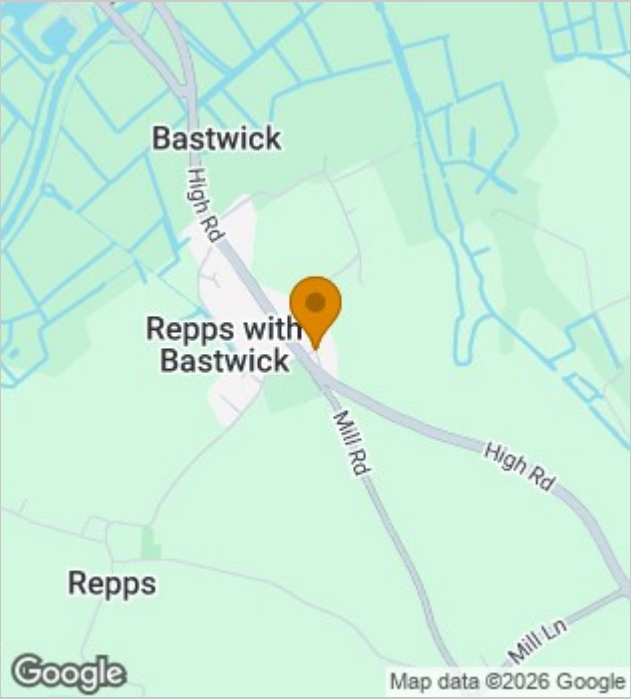 Bastwick
High Rd
Repps with
Bastwick
Mill Rd
High Rd
Repps
Mill Ln
Google
Map data ©2026 Google